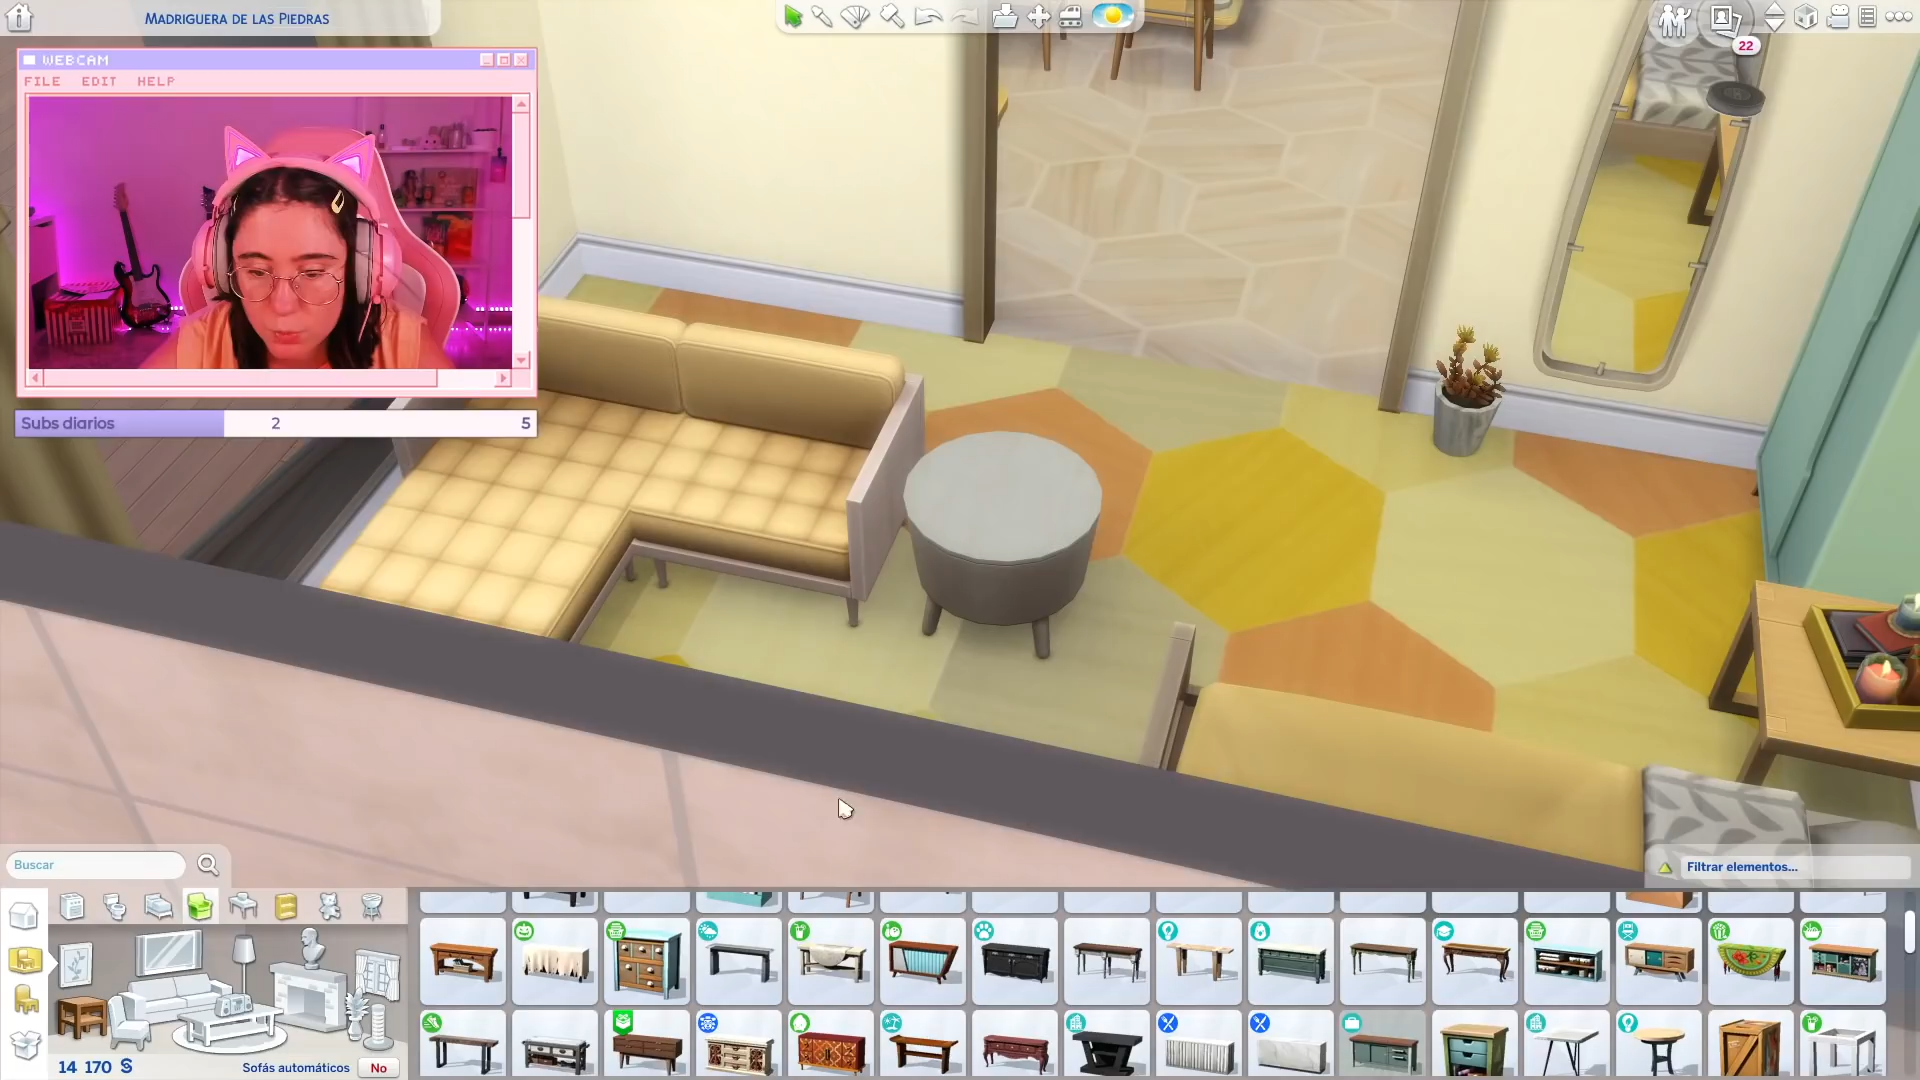 MADRIGUERA DE LAS PIEDRAS
22
WEBCAM
FILE EDIT HELP
Subs diarios 2 5
Buscar
Filtrar elementos...
14 170 S
Sofás automáticos No